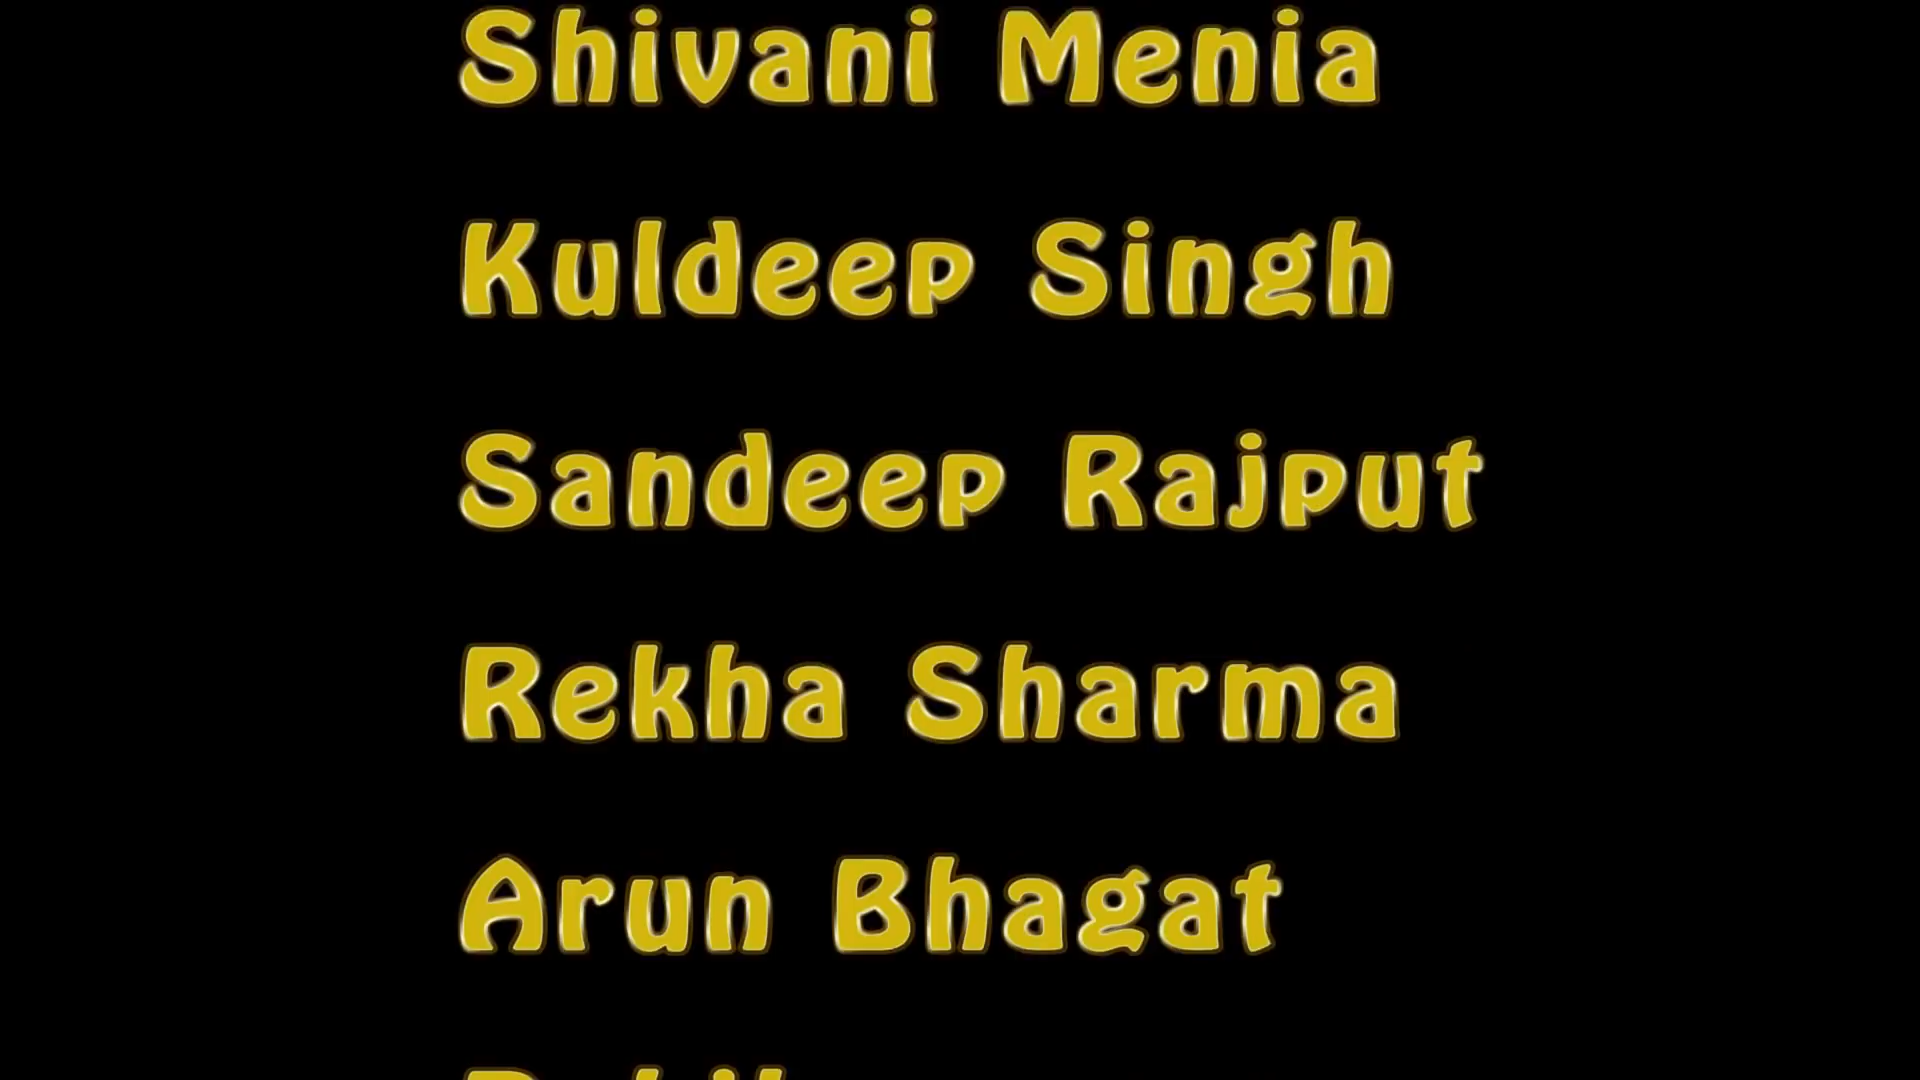 Shivani Menia
Kuldeep Singh
Sandeep Rajput
Rekha Sharma
Arun Bhagat